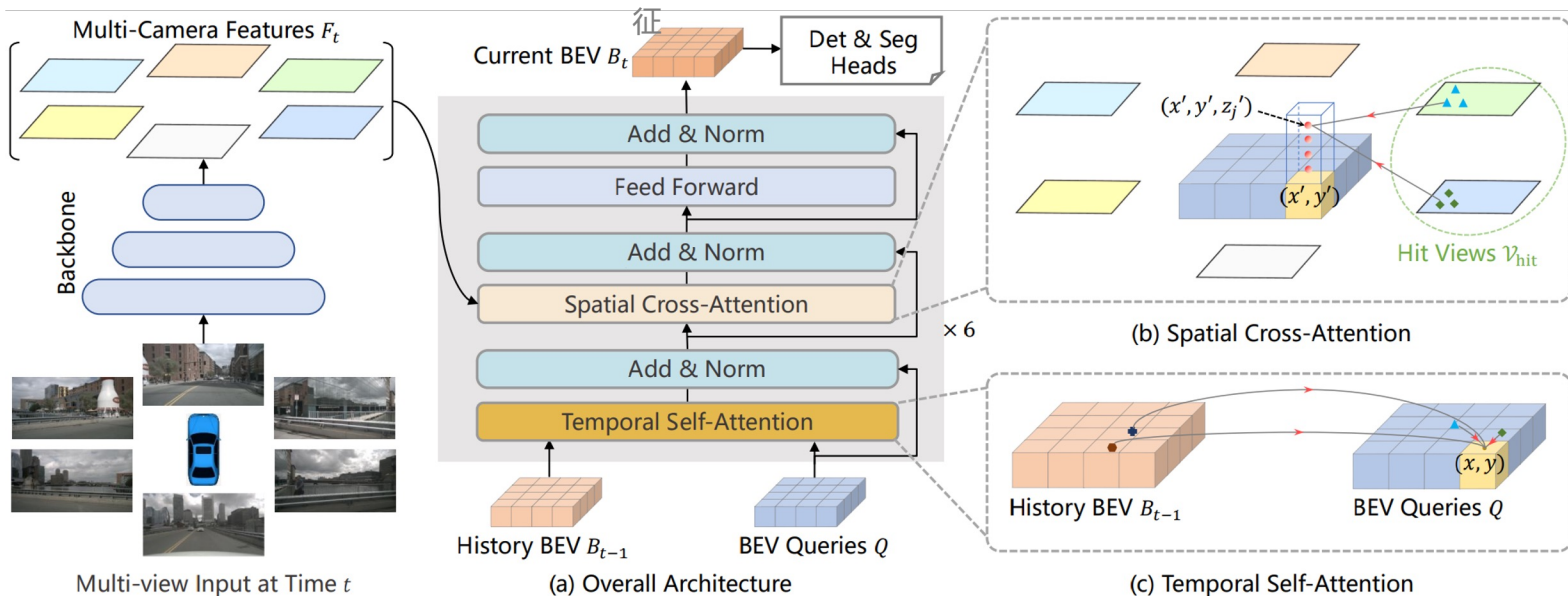 征
Multi-Camera Features F_t
Backbone
Multi-view Input at Time t
Current BEV B_t
Det & Seg
Heads
Add & Norm
Feed Forward
Add & Norm
Spatial Cross-Attention
× 6
Add & Norm
Temporal Self-Attention
History BEV B_{t−1}
BEV Queries Q
(a) Overall Architecture
(x′, y′, z_j′)
(x′, y′)
Hit Views 𝒱_hit
(b) Spatial Cross-Attention
(x, y)
History BEV B_{t−1}
BEV Queries Q
(c) Temporal Self-Attention